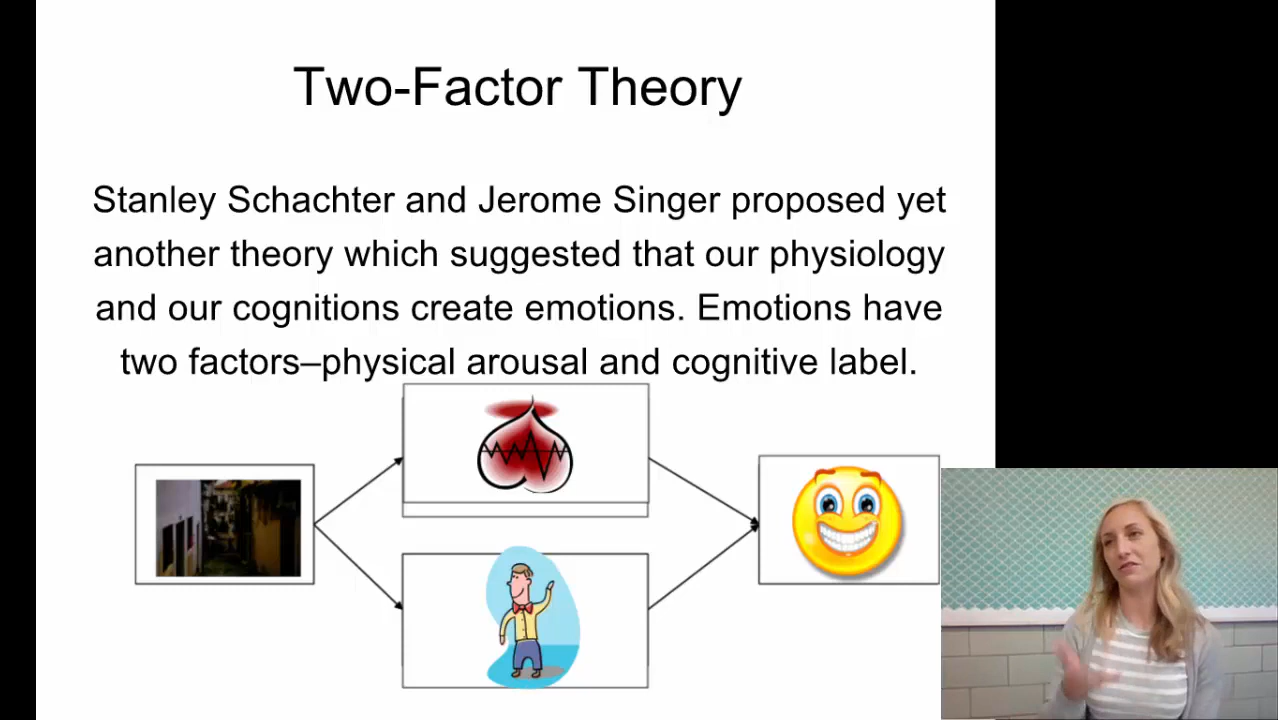 Two-Factor Theory
Stanley Schachter and Jerome Singer proposed yet
another theory which suggested that our physiology
and our cognitions create emotions. Emotions have
two factors–physical arousal and cognitive label.